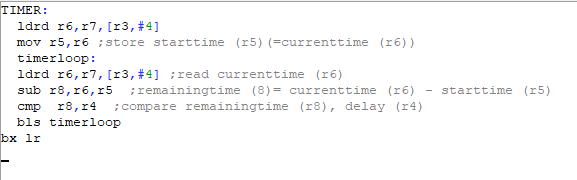 TIMER:
ldrd r6,r7,[r3,#4]
mov r5,r6 ;store starttime (r5)(=currenttime (r6))
timerloop:
ldrd r6,r7,[r3,#4] ;read currenttime (r6)
sub r8,r6,r5 ;remainingtime (8)= currenttime (r6) - starttime (r5)
cmp r8,r4 ;compare remainingtime (r8), delay (r4)
bls timerloop
bx lr